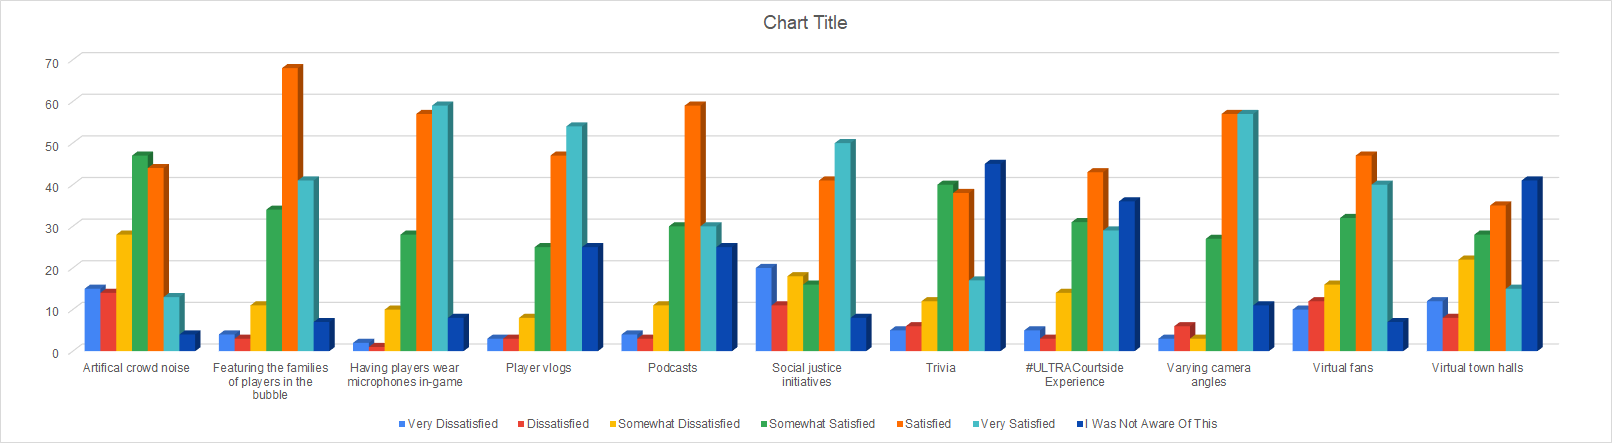 Chart Title
70
60
50
40
30
20
10
0
Artifical crowd noise
Featuring the families
of players in the
bubble
Having players wear
microphones in-game
Player vlogs
Podcasts
Social justice
initiatives
Trivia
#ULTRACourtside
Experience
Varying camera
angles
Virtual fans
Virtual town halls
Very Dissatisfied Dissatisfied Somewhat Dissatisfied Somewhat Satisfied Satisfied Very Satisfied I Was Not Aware Of This